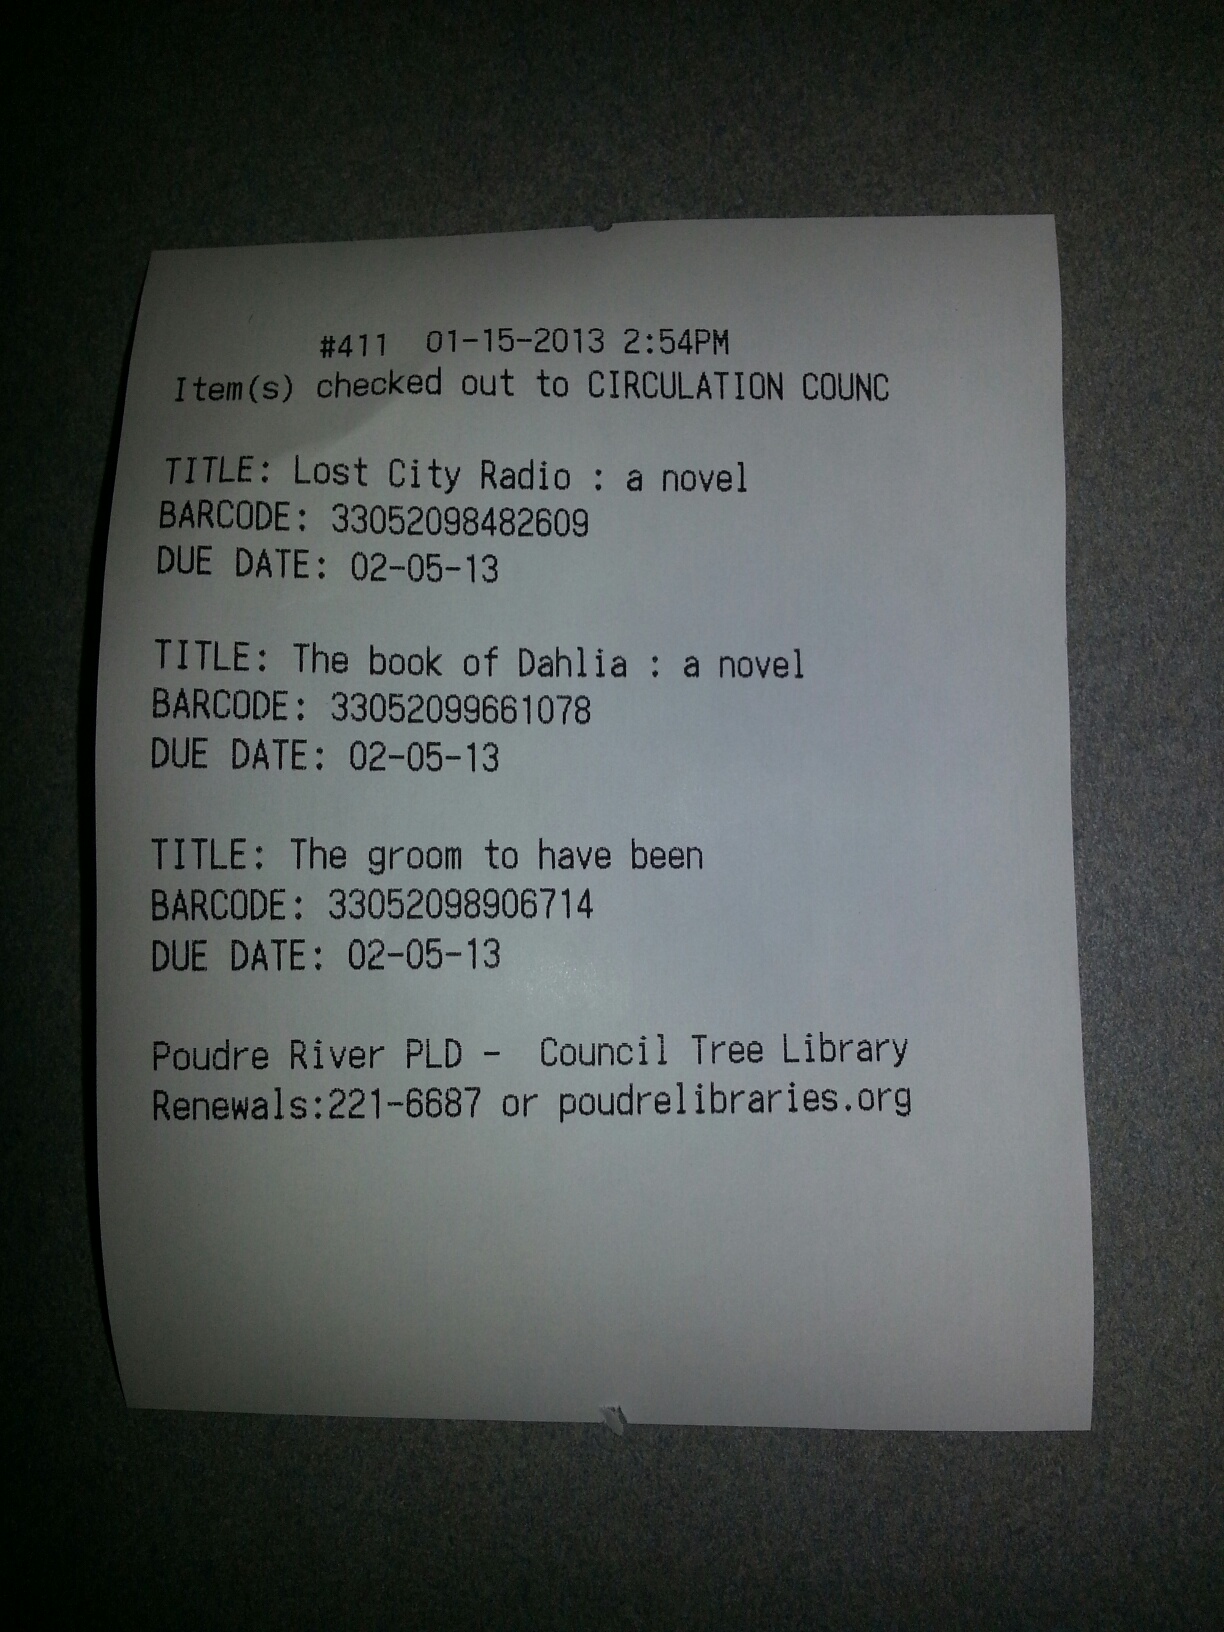 #411 01-15-2013 2:54PM
Item(s) checked out to CIRCULATION COUNC
TITLE: Lost City Radio : a novel
BARCODE: 33052098482609
DUE DATE: 02-05-13
TITLE: The book of Dahlia : a novel
BARCODE: 33052099661078
DUE DATE: 02-05-13
TITLE: The groom to have been
BARCODE: 33052098906714
DUE DATE: 02-05-13
Poudre River PLD - Council Tree Library
Renewals:221-6687 or poudrelibraries.org